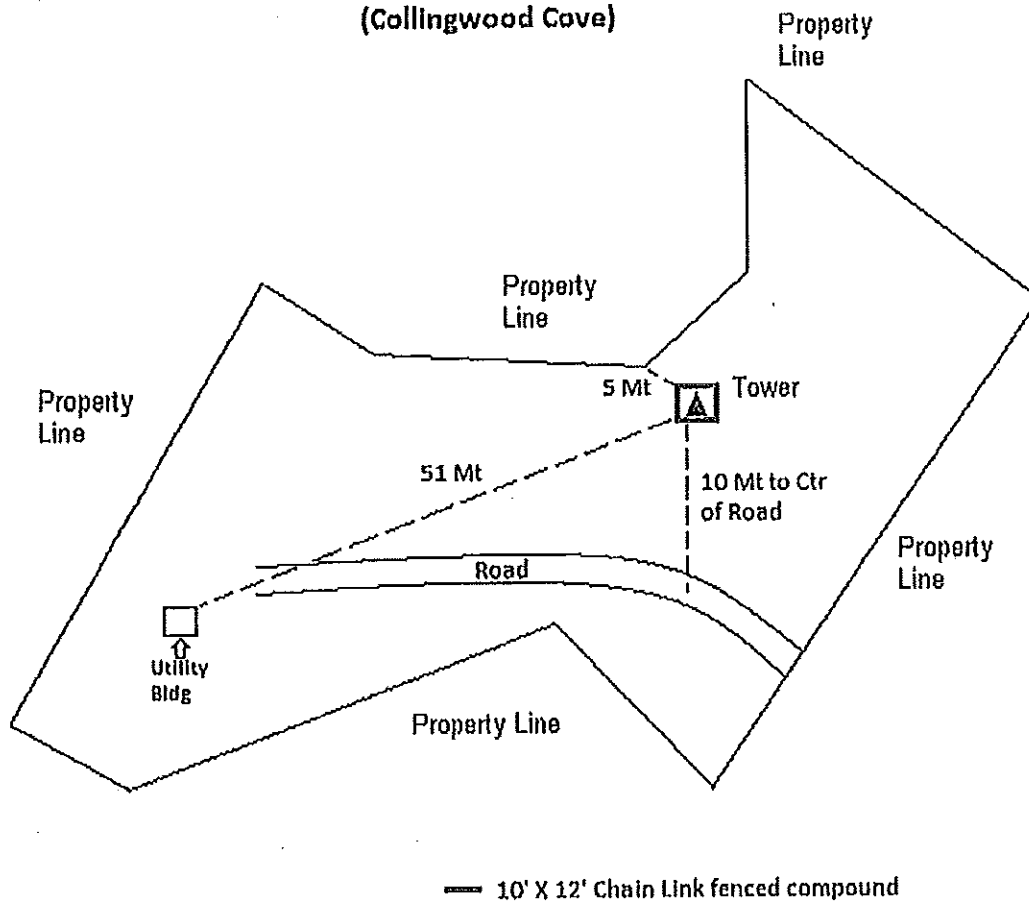 (Collingwood Cove)
Property
Line
Property
Line
Property
Line
5 Mt
Tower
51 Mt
10 Mt to Ctr
of Road
Property
Line
Road
Utility
Bldg
Property Line
10' X 12' Chain Link fenced compound